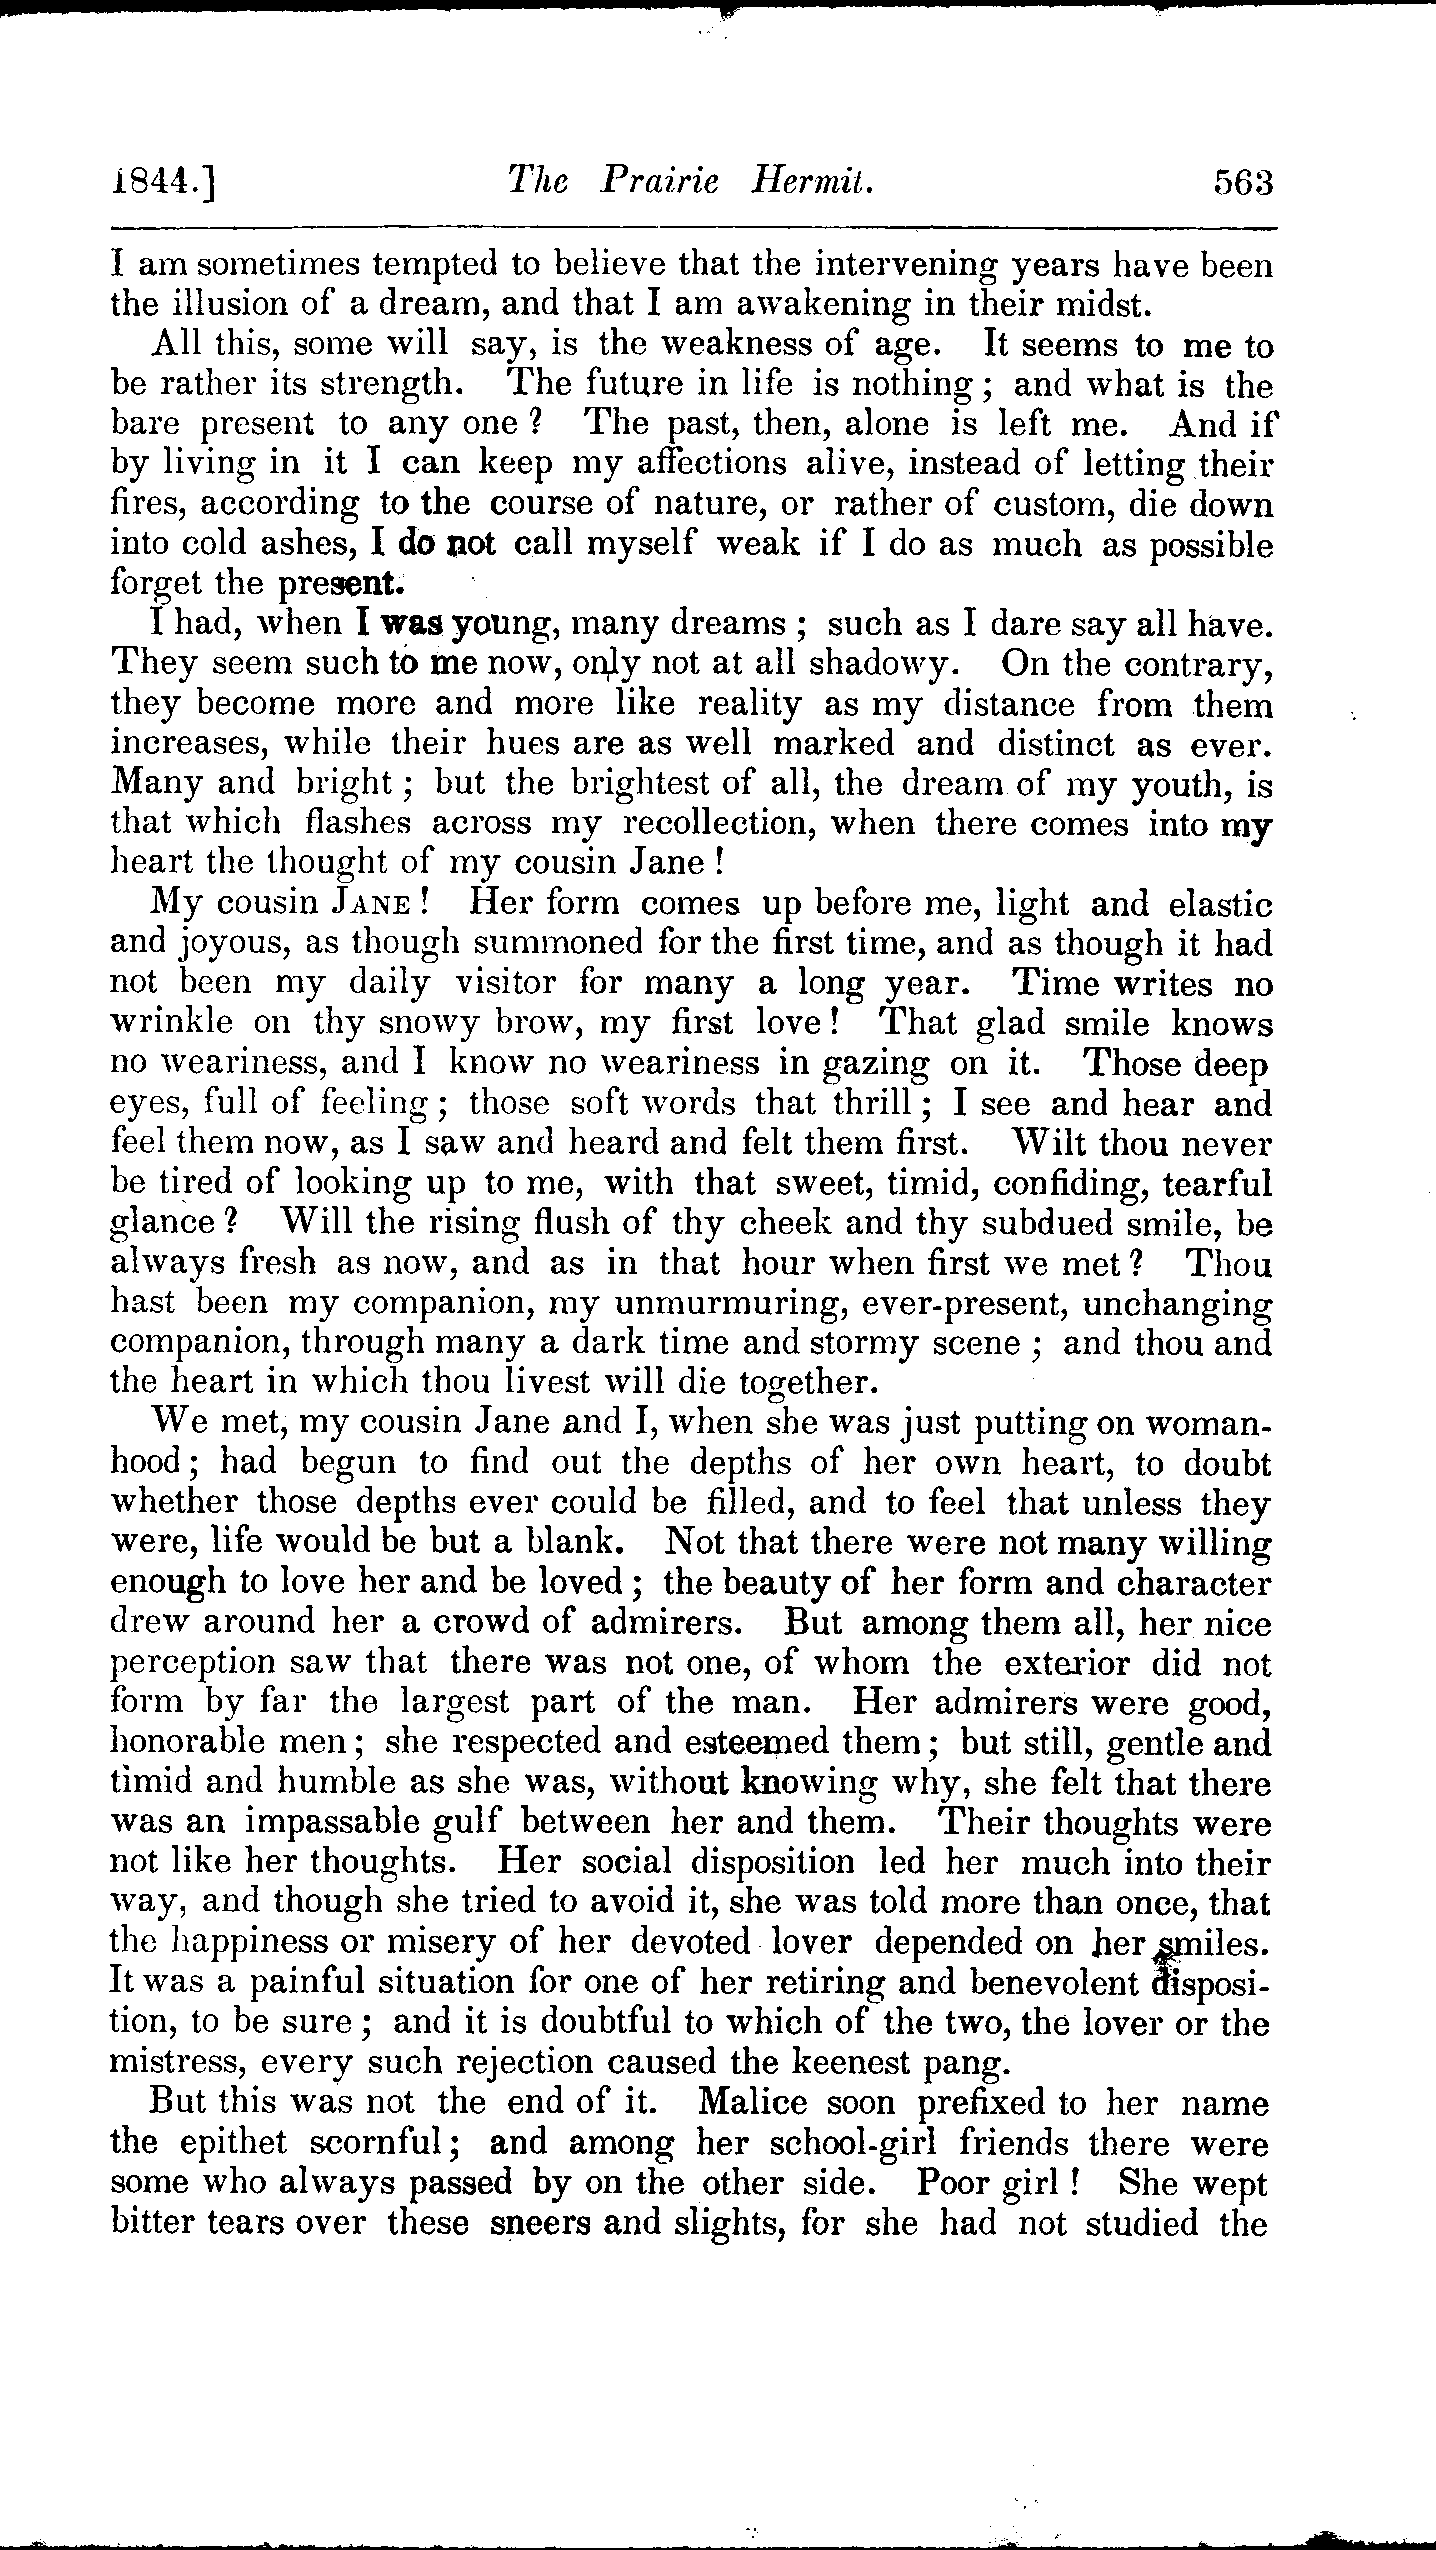 1844.] The Prairie Hermit. 563
I am sometimes tempted to believe that the intervening years have been
the illusion of a dream, and that I am awakening in their midst.
All this, some will say, is the weakness of age. It seems to me to
be rather its strength. The future in life is nothing ; and what is the
bare present to any one ? The past, then, alone is left me. And if
by living in it I can keep my affections alive, instead of letting their
fires, according to the course of nature, or rather of custom, die down
into cold ashes, I do not call myself weak if I do as much as possible
forget the present.
I had, when I was young, many dreams ; such as I dare say all have.
They seem such to me now, only not at all shadowy. On the contrary,
they become more and more like reality as my distance from them
increases, while their hues are as well marked and distinct as ever.
Many and bright ; but the brightest of all, the dream of my youth, is
that which flashes across my recollection, when there comes into my
heart the thought of my cousin Jane !
My cousin JANE ! Her form comes up before me, light and elastic
and joyous, as though summoned for the first time, and as though it had
not been my daily visitor for many a long year. Time writes no
wrinkle on thy snowy brow, my first love ! That glad smile knows
no weariness, and I know no weariness in gazing on it. Those deep
eyes, full of feeling ; those soft words that thrill ; I see and hear and
feel them now, as I saw and heard and felt them first. Wilt thou never
be tired of looking up to me, with that sweet, timid, confiding, tearful
glance ? Will the rising flush of thy cheek and thy subdued smile, be
always fresh as now, and as in that hour when first we met ? Thou
hast been my companion, my unmurmuring, ever-present, unchanging
companion, through many a dark time and stormy scene ; and thou and
the heart in which thou livest will die together.
We met, my cousin Jane and I, when she was just putting on woman-
hood ; had begun to find out the depths of her own heart, to doubt
whether those depths ever could be filled, and to feel that unless they
were, life would be but a blank. Not that there were not many willing
enough to love her and be loved ; the beauty of her form and character
drew around her a crowd of admirers. But among them all, her nice
perception saw that there was not one, of whom the exterior did not
form by far the largest part of the man. Her admirers were good,
honorable men ; she respected and esteemed them ; but still, gentle and
timid and humble as she was, without knowing why, she felt that there
was an impassable gulf between her and them. Their thoughts were
not like her thoughts. Her social disposition led her much into their
way, and though she tried to avoid it, she was told more than once, that
the happiness or misery of her devoted lover depended on her smiles.
It was a painful situation for one of her retiring and benevolent disposi-
tion, to be sure ; and it is doubtful to which of the two, the lover or the
mistress, every such rejection caused the keenest pang.
But this was not the end of it. Malice soon prefixed to her name
the epithet scornful ; and among her school-girl friends there were
some who always passed by on the other side. Poor girl ! She wept
bitter tears over these sneers and slights, for she had not studied the